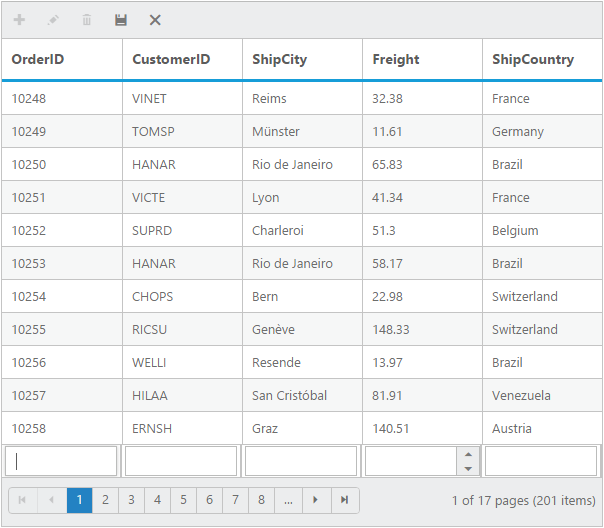 OrderID CustomerID ShipCity Freight ShipCountry
10248 VINET Reims 32.38 France
10249 TOMSP Münster 11.61 Germany
10250 HANAR Rio de Janeiro 65.83 Brazil
10251 VICTE Lyon 41.34 France
10252 SUPRD Charleroi 51.3 Belgium
10253 HANAR Rio de Janeiro 58.17 Brazil
10254 CHOPS Bern 22.98 Switzerland
10255 RICSU Genève 148.33 Switzerland
10256 WELLI Resende 13.97 Brazil
10257 HILAA San Cristóbal 81.91 Venezuela
10258 ERNSH Graz 140.51 Austria
1 2 3 4 5 6 7 8 ... 1 of 17 pages (201 items)